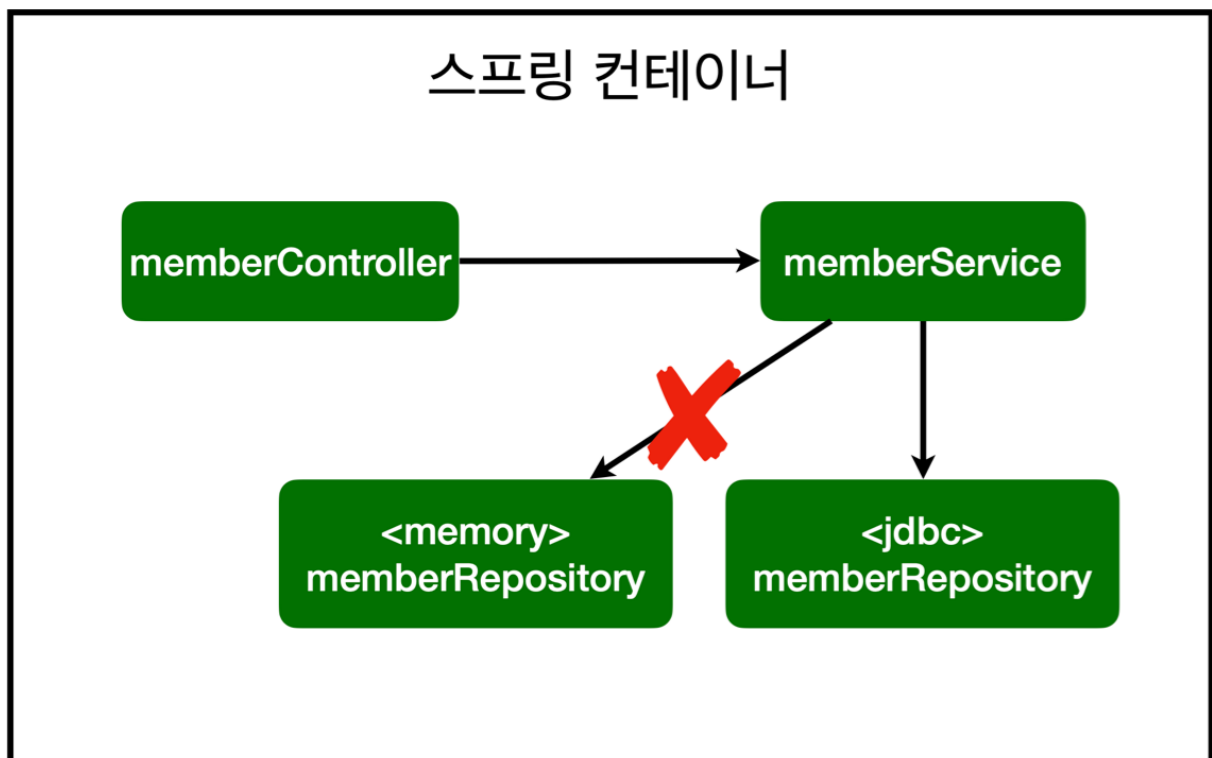 스프링 컨테이너
memberController
memberService
<memory>
memberRepository
<jdbc>
memberRepository